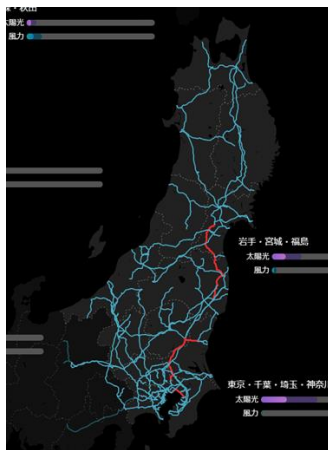 ・秋田
太陽光
風力
岩手・宮城・福島
太陽光
風力
東京・千葉・埼玉・神奈川
太陽光
風力